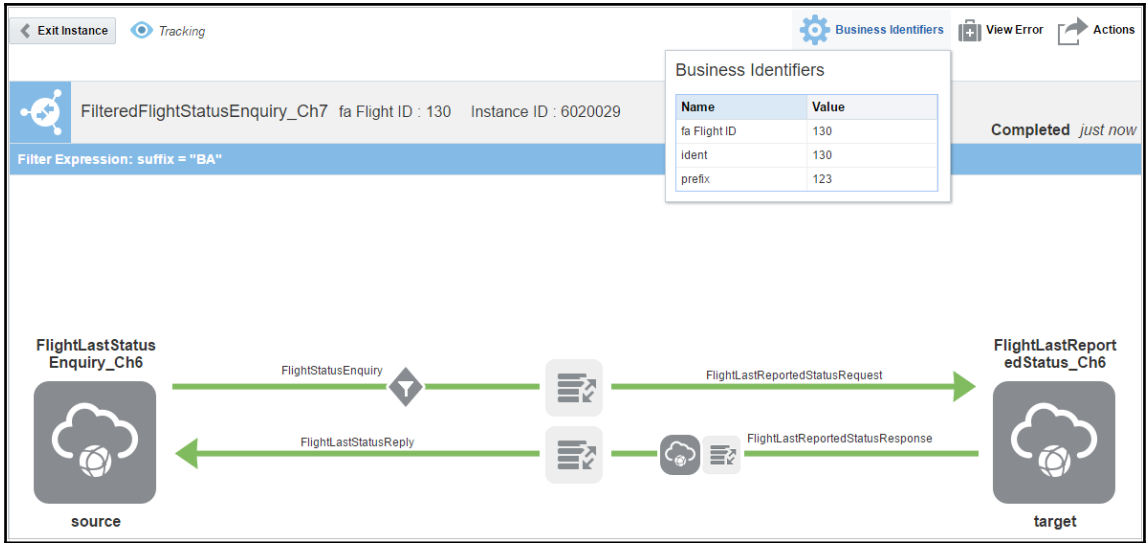 Exit Instance
Tracking
Business Identifiers
View Error
Actions
Business Identifiers
Name Value
fa Flight ID 130
ident 130
prefix 123
FilteredFlightStatusEnquiry_Ch7 fa Flight ID : 130 Instance ID : 6020029
Completed just now
Filter Expression: suffix = "BA"
FlightLastStatus
Enquiry_Ch6
FlightStatusEnquiry
FlightLastReportedStatusRequest
FlightLastReport
edStatus_Ch6
FlightLastStatusReply
FlightLastReportedStatusResponse
source
target